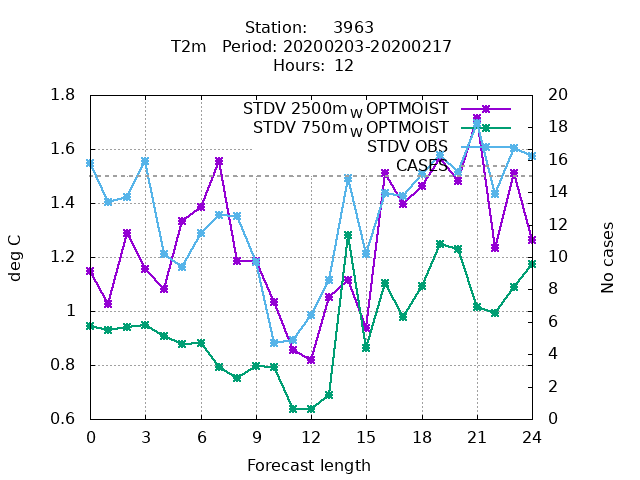 Station: 3963
T2m Period: 20200203-20200217
Hours: 12
STDV 2500m_W OPTMOIST
STDV 750m_W OPTMOIST
STDV OBS
CASES
1.8
1.6
1.4
1.2
1
0.8
0.6
deg C
20
18
16
14
12
10
8
6
4
2
0
No cases
0 3 6 9 12 15 18 21 24
Forecast length